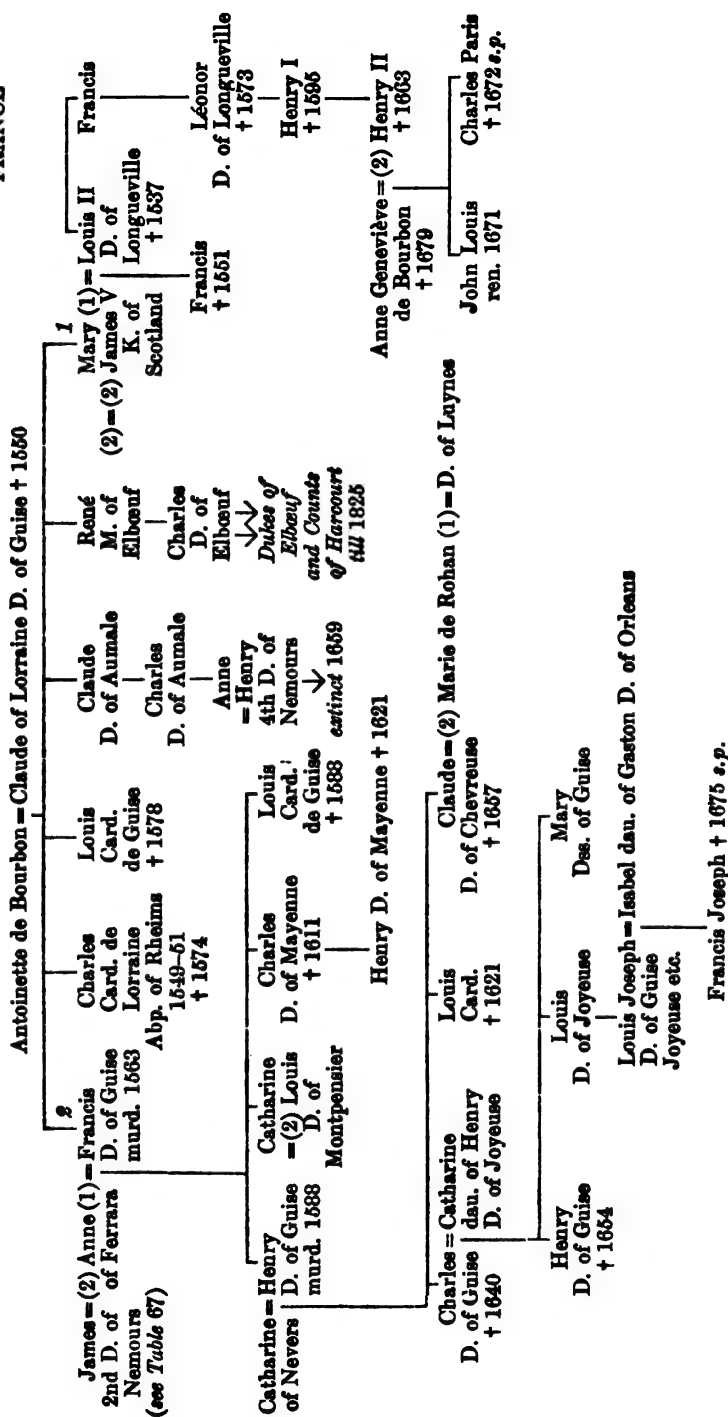 FRANCE
Antoinette de Bourbon=Claude of Lorraine D. of Guise † 1550
2
1
James=(2) Anne (1)=Francis
2nd D. of of Ferrara D. of Guise
Nemours murd. 1563
(see Table 67)
Charles
Card. de
Lorraine
Abp. of Rheims
1549–51
† 1574
Louis
Card.
de Guise
† 1578
Claude
D. of Aumale
Charles
D. of Aumale
Anne
=Henry
4th D. of
Nemours
extinct 1659
René
M. of
Elbœuf
Charles
D. of
Elbœuf
Dukes of
Elbœuf
and Counts
of Harcourt
till 1825
Mary (1)=Louis II
(2)=(2) James V D. of
K. of Longueville
Scotland † 1537
Francis
† 1551
Francis
Léonor
D. of Longueville
† 1573
Henry I
† 1595
Anne Geneviève=(2) Henry II
de Bourbon † 1663
† 1679
John Louis
ren. 1671
Charles Paris
† 1672 s.p.
Catharine=Henry
of Nevers D. of Guise
murd. 1588
Catharine
=(2) Louis
D. of
Montpensier
Charles
D. of Mayenne
† 1611
Louis
Card.
de Guise
† 1588
Henry D. of Mayenne † 1621
Charles=Catharine
D. of Guise dau. of Henry
† 1640 D. of Joyeuse
Louis
Card.
† 1621
Claude=(2) Marie de Rohan (1)=D. of Luynes
D. of Chevreuse
† 1657
Henry
D. of Guise
† 1654
Louis
D. of Joyeuse
Mary
Dss. of Guise
Louis Joseph=Isabel dau. of Gaston D. of Orleans
D. of Guise
Joyeuse etc.
Francis Joseph † 1675 s.p.